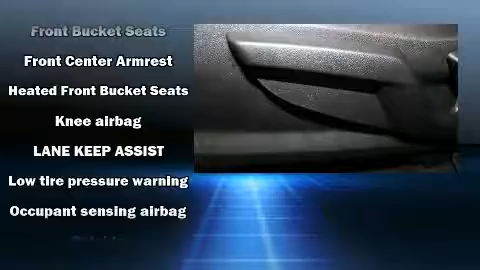 Front Bucket Seats
Front Center Armrest
Heated Front Bucket Seats
Knee airbag
LANE KEEP ASSIST
Low tire pressure warning
Occupant sensing airbag